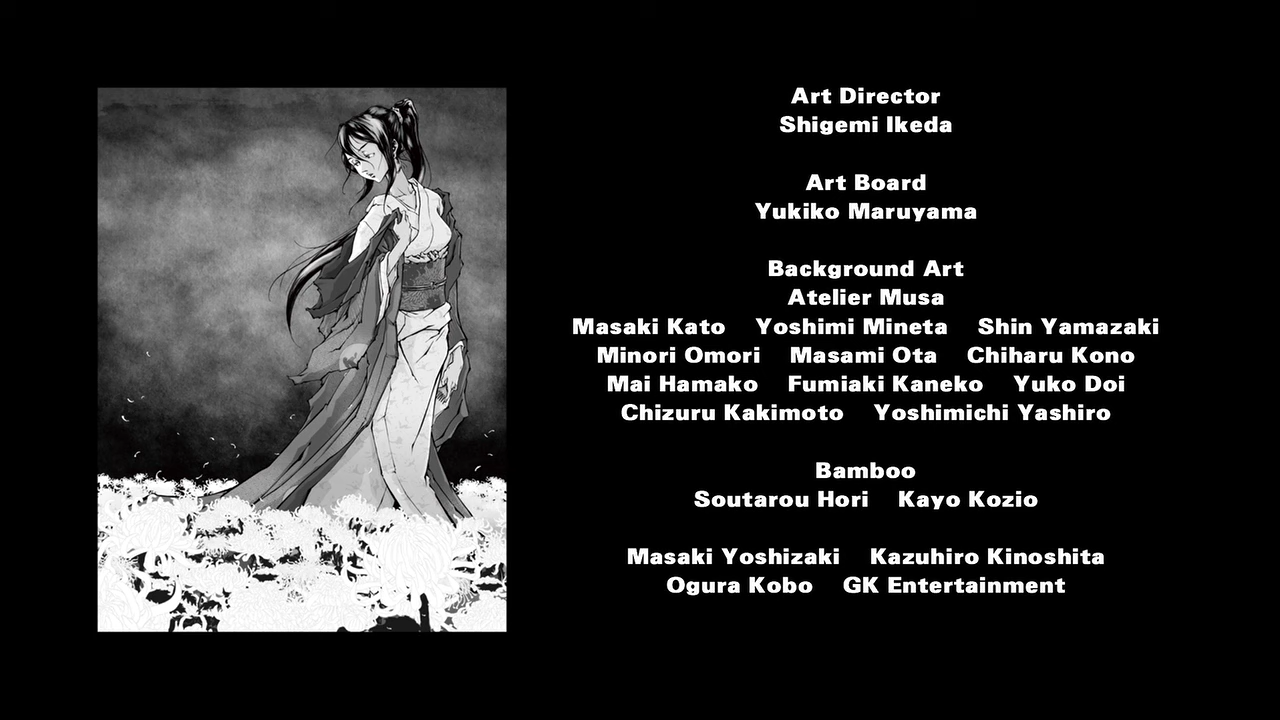 Art Director
Shigemi Ikeda
Art Board
Yukiko Maruyama
Background Art
Atelier Musa
Masaki Kato Yoshimi Mineta Shin Yamazaki
Minori Omori Masami Ota Chiharu Kono
Mai Hamako Fumiaki Kaneko Yuko Doi
Chizuru Kakimoto Yoshimichi Yashiro
Bamboo
Soutarou Hori Kayo Kozio
Masaki Yoshizaki Kazuhiro Kinoshita
Ogura Kobo GK Entertainment